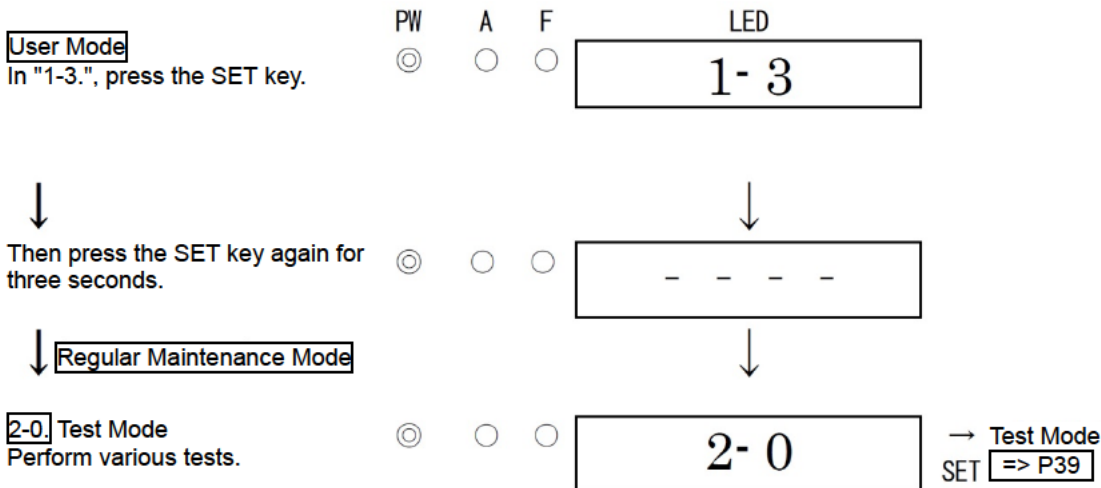 PW A F LED
User Mode
In "1-3.", press the SET key.
1- 3
Then press the SET key again for
three seconds.
- - - -
Regular Maintenance Mode
2-0. Test Mode
Perform various tests.
2- 0
→ Test Mode
SET => P39